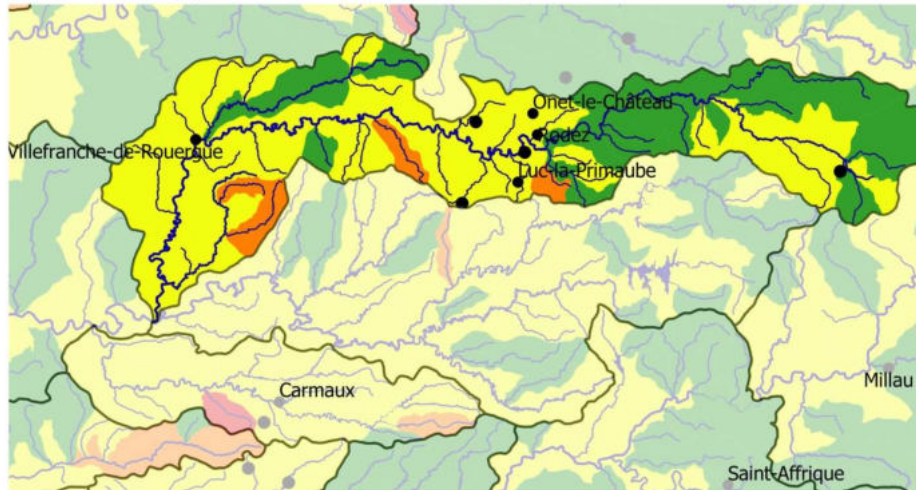 Onet-le-Château
Rodez
Villefranche-de-Rouergue
Luc-la-Primaube
Carmaux
Millau
Saint-Affrique